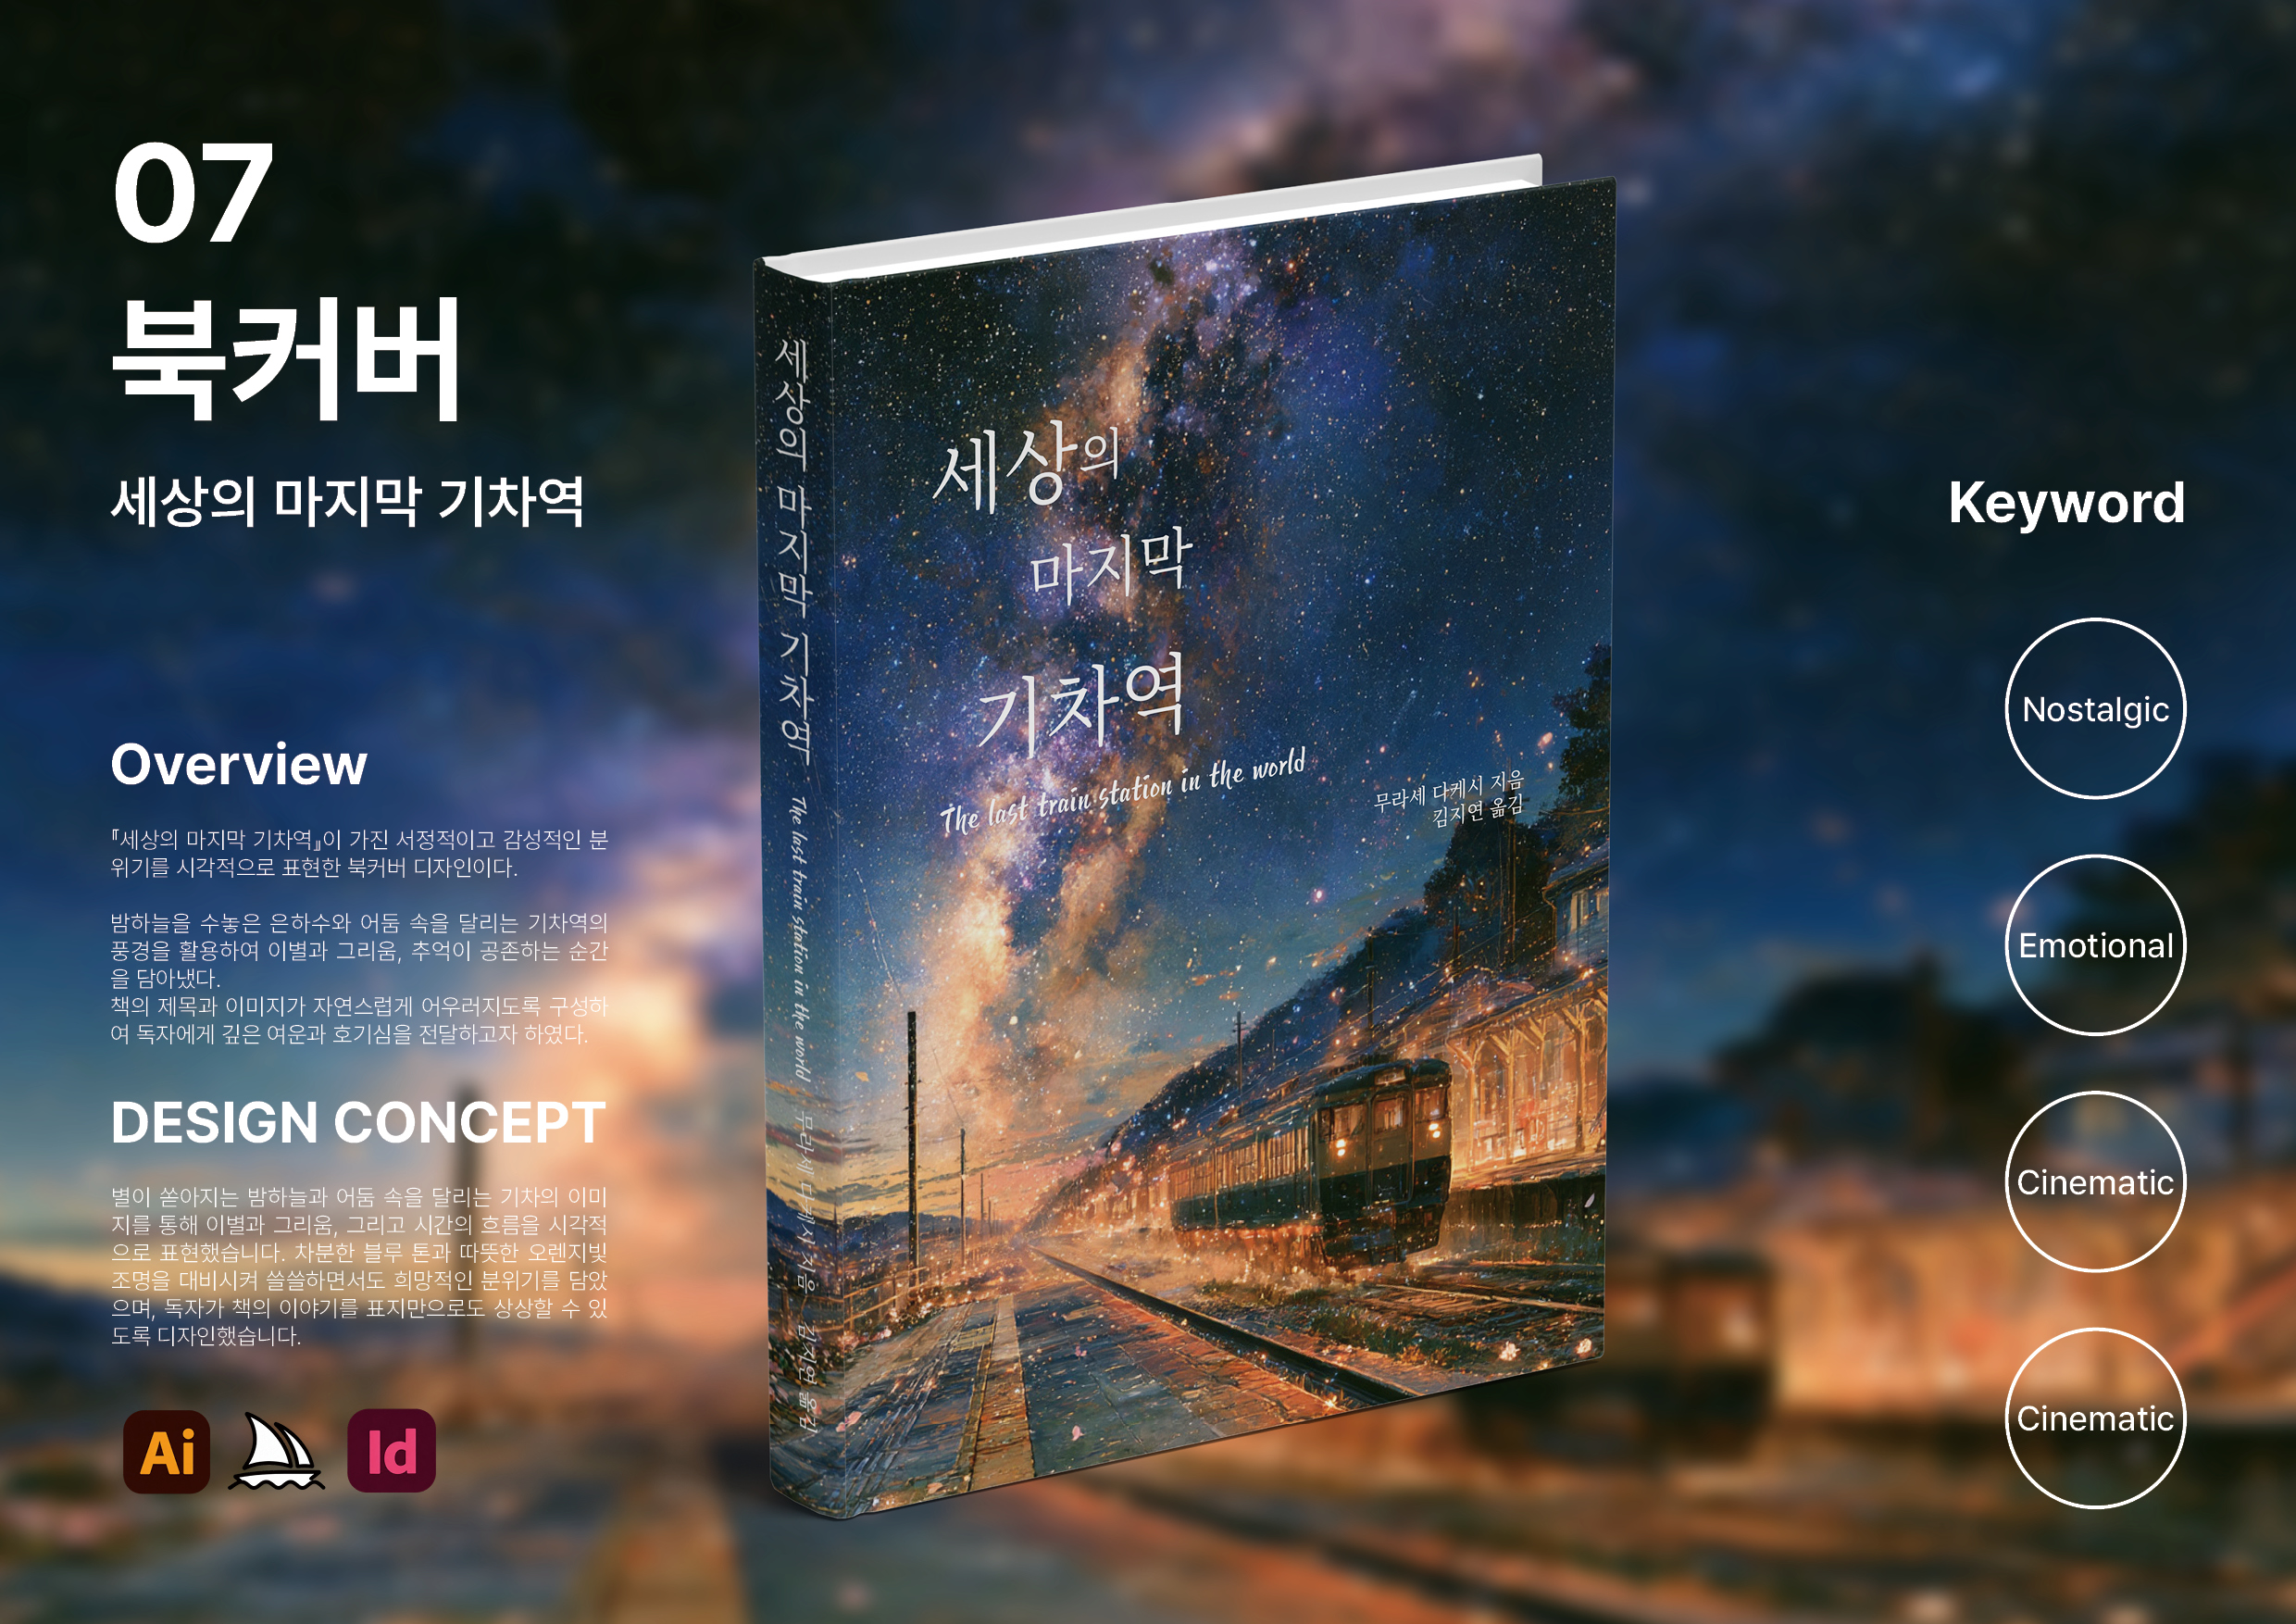 07
북커버
세상의 마지막 기차역
Overview
『세상의 마지막 기차역』이 가진 서정적이고 감성적인 분
위기를 시각적으로 표현한 북커버 디자인이다.
밤하늘을 수놓은 은하수와 어둠 속을 달리는 기차역의
풍경을 활용하여 이별과 그리움, 추억이 공존하는 순간
을 담아냈다.
책의 제목과 이미지가 자연스럽게 어우러지도록 구성하
여 독자에게 깊은 여운과 호기심을 전달하고자 하였다.
DESIGN CONCEPT
별이 쏟아지는 밤하늘과 어둠 속을 달리는 기차의 이미
지를 통해 이별과 그리움, 그리고 시간의 흐름을 시각적
으로 표현했습니다. 차분한 블루 톤과 따뜻한 오렌지빛
조명을 대비시켜 쓸쓸하면서도 희망적인 분위기를 담았
으며, 독자가 책의 이야기를 표지만으로도 상상할 수 있
도록 디자인했습니다.
Ai
Id
세상의 마지막 기차역 The last train station in the world 무라세 다케시 지음 김지연 옮김
세상의
마지막
기차역
The last train station in the world
무라세 다케시 지음
김지연 옮김
Keyword
Nostalgic
Emotional
Cinematic
Cinematic